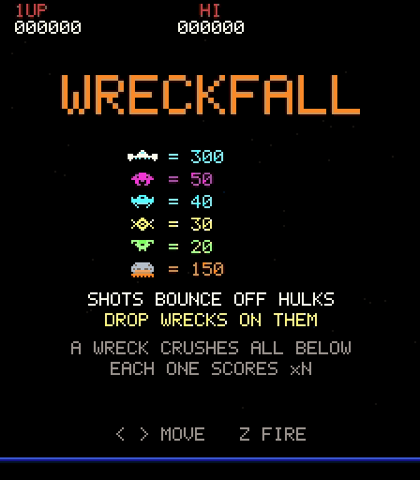 1UP HI
000000 000000
WRECKFALL
= 300
= 50
= 40
= 30
= 20
= 150
SHOTS BOUNCE OFF HULKS
DROP WRECKS ON THEM
A WRECK CRUSHES ALL BELOW
EACH ONE SCORES xN
< > MOVE Z FIRE